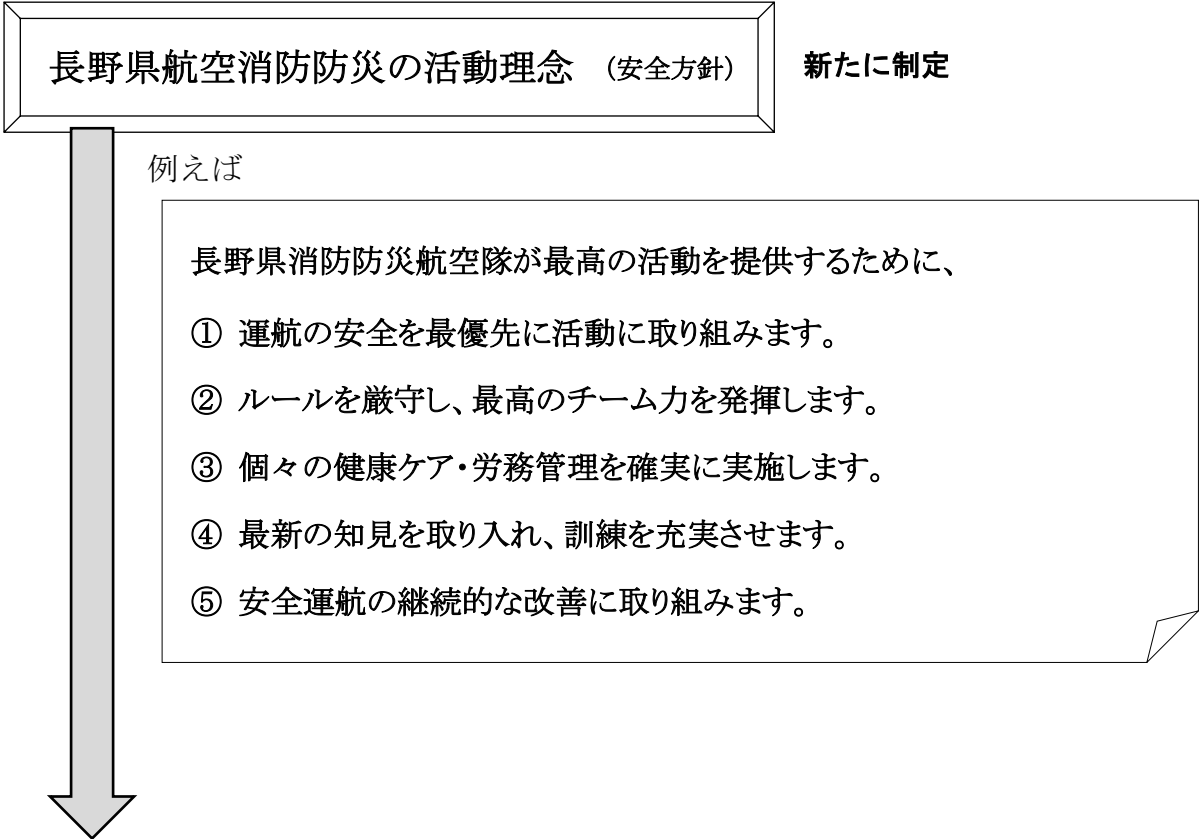 長野県航空消防防災の活動理念 （安全方針） 新たに制定
例えば
長野県消防防災航空隊が最高の活動を提供するために、
① 運航の安全を最優先に活動に取り組みます。
② ルールを厳守し、最高のチーム力を発揮します。
③ 個々の健康ケア・労務管理を確実に実施します。
④ 最新の知見を取り入れ、訓練を充実させます。
⑤ 安全運航の継続的な改善に取り組みます。